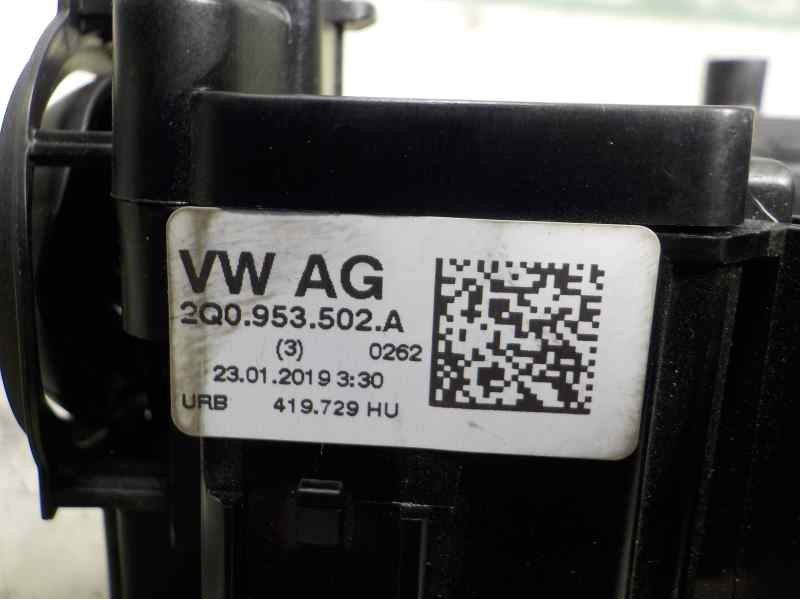 VW AG
2Q0.953.502.A
(3) 0262
23.01.2019 3:30
URB 419.729 HU